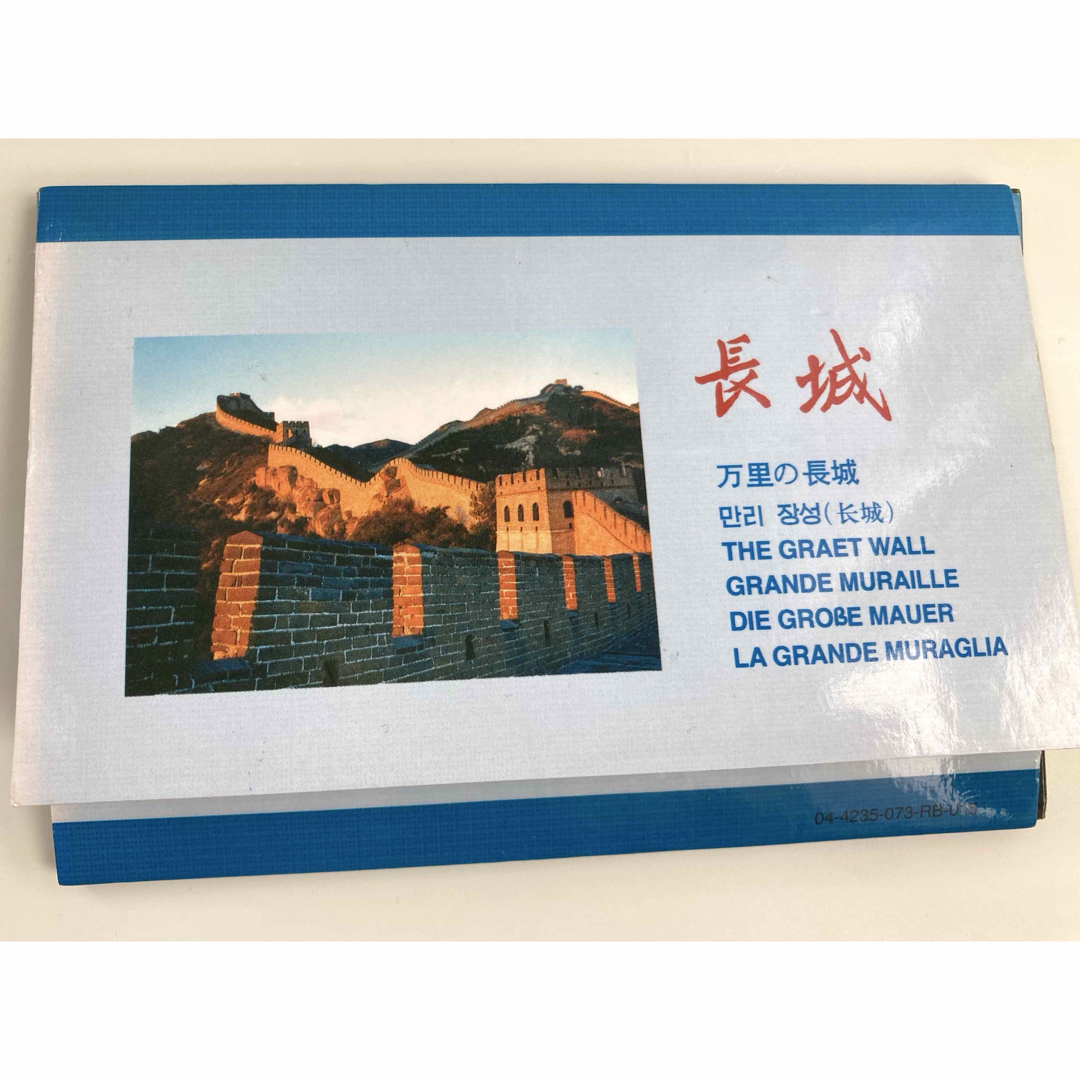 長城
万里の長城
만리 장성(长城)
THE GRAET WALL
GRANDE MURAILLE
DIE GROßE MAUER
LA GRANDE MURAGLIA